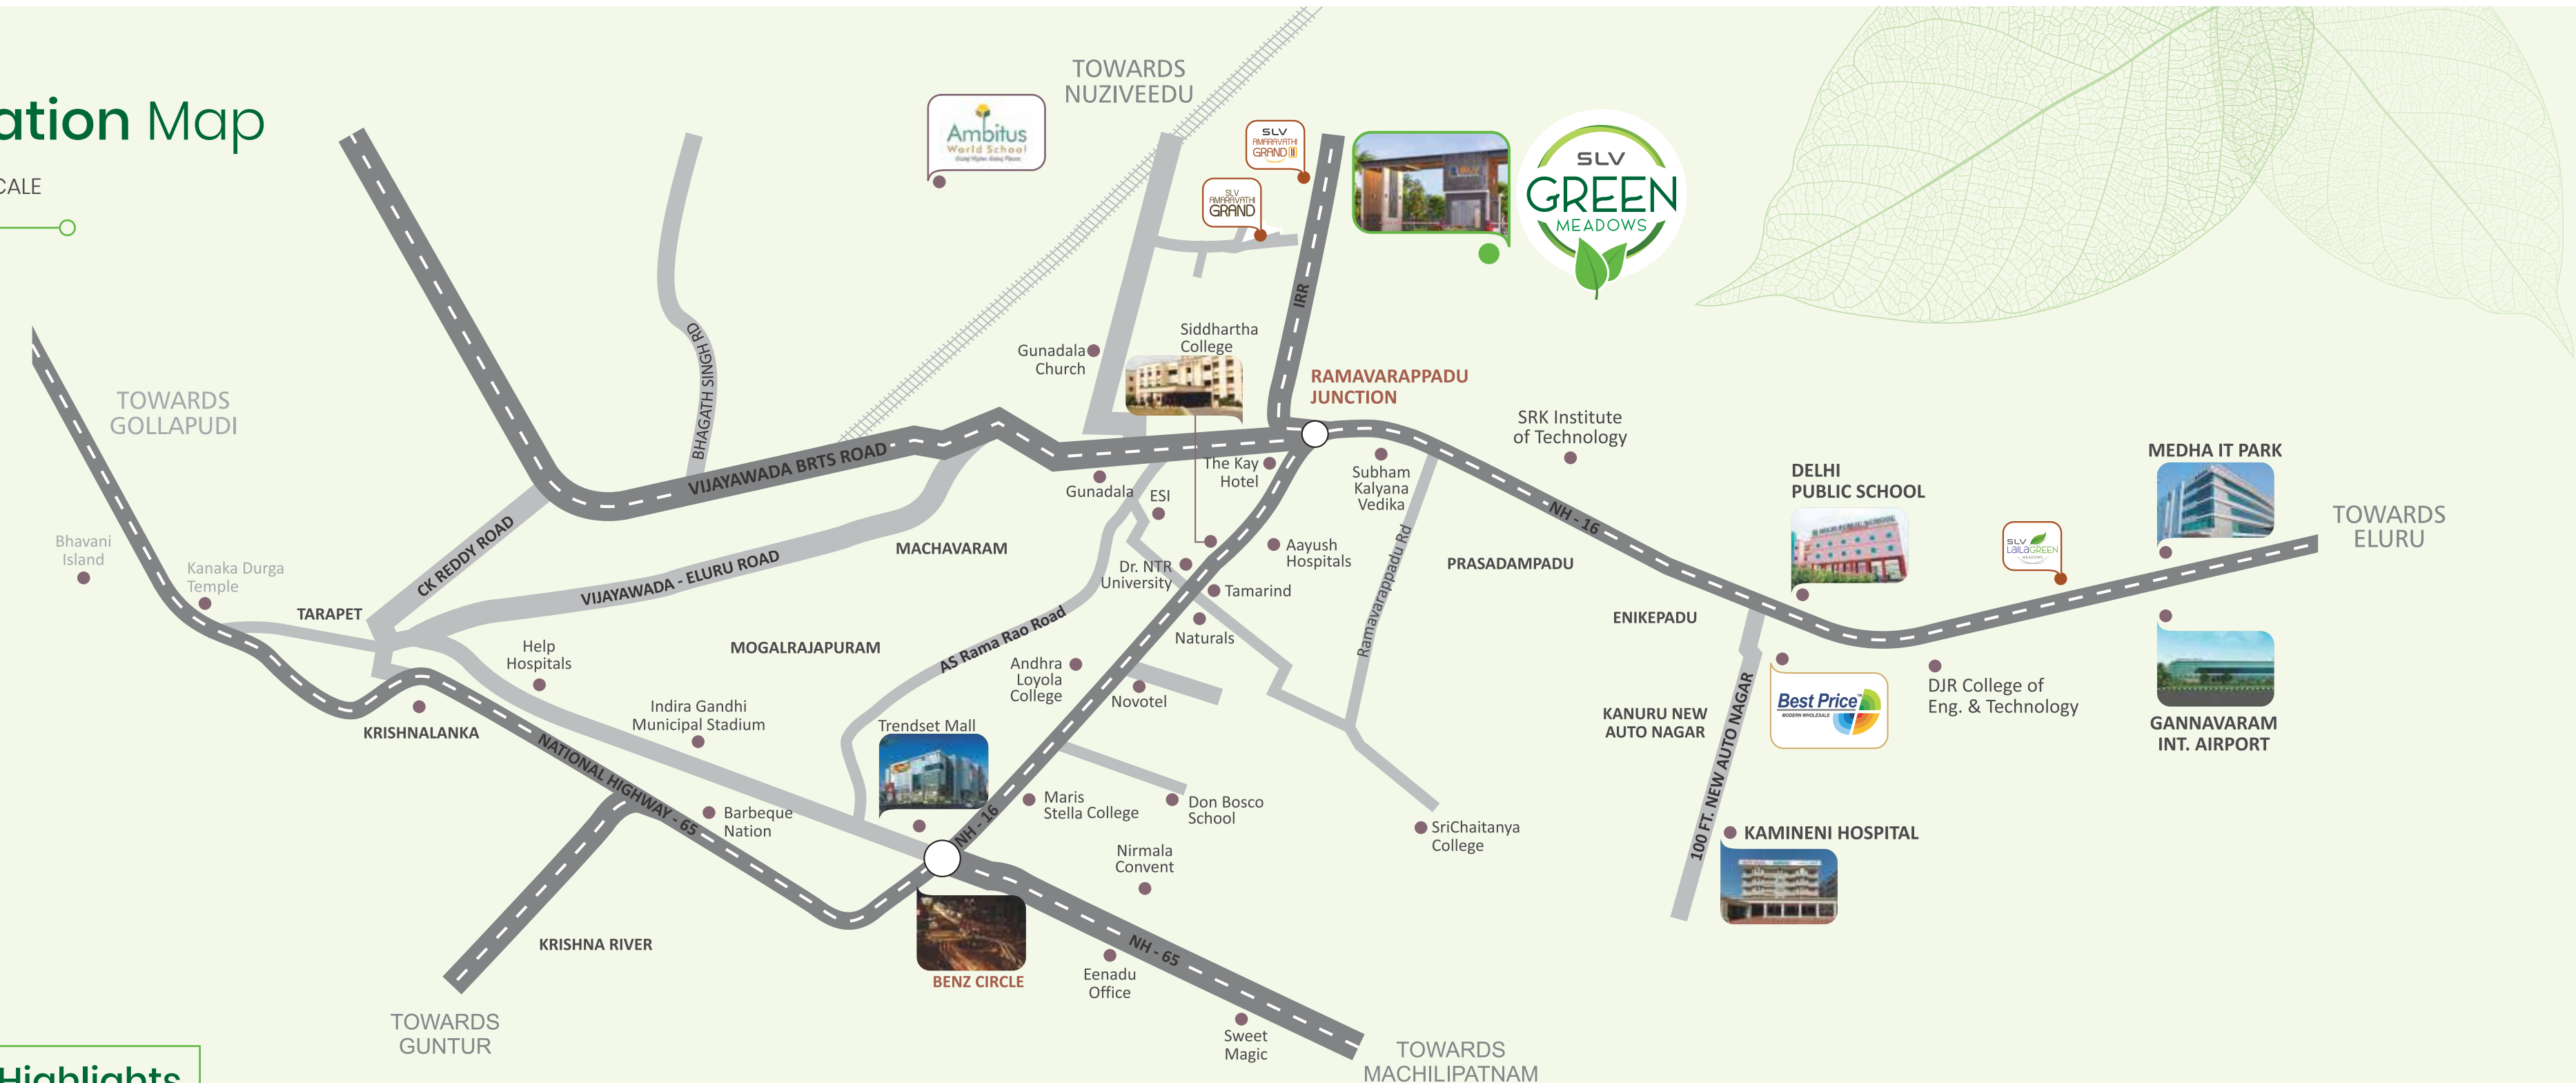 ation Map
CALE
TOWARDS
NUZIVEEDU
Ambitus
World School
SLV
AMARAVATHI
GRAND II
SLV
AMARAVATHI
GRAND
SLV
SLV
GREEN
MEADOWS
IRR
BHAGATH SINGH RD
Gunadala
Church
Siddhartha
College
RAMAVARAPPADU
JUNCTION
TOWARDS
GOLLAPUDI
SRK Institute
of Technology
VIJAYAWADA BRTS ROAD
The Kay
Hotel
Subham
Kalyana
Vedika
Gunadala
ESI
DELHI
PUBLIC SCHOOL
MEDHA IT PARK
TOWARDS
ELURU
NH - 16
SLV
LAILAGREEN
MEADOWS
Bhavani
Island
Kanaka Durga
Temple
CK REDDY ROAD
VIJAYAWADA - ELURU ROAD
MACHAVARAM
Aayush
Hospitals
Dr. NTR
University
Tamarind
Ramavarappadu Rd
PRASADAMPADU
TARAPET
ENIKEPADU
Naturals
AS Rama Rao Road
MOGALRAJAPURAM
Help
Hospitals
Andhra
Loyola
College
Novotel
KRISHNALANKA
Indira Gandhi
Municipal Stadium
Trendset Mall
KANURU NEW
AUTO NAGAR
100 FT. NEW AUTO NAGAR
Best Price
MODERN WHOLESALE
DJR College of
Eng. & Technology
GANNAVARAM
INT. AIRPORT
NATIONAL HIGHWAY - 65
Barbeque
Nation
NH - 16
Maris
Stella College
Don Bosco
School
SriChaitanya
College
KAMINENI HOSPITAL
Nirmala
Convent
KRISHNA RIVER
BENZ CIRCLE
NH - 65
Eenadu
Office
Sweet
Magic
TOWARDS
GUNTUR
TOWARDS
MACHILIPATNAM
Highlights